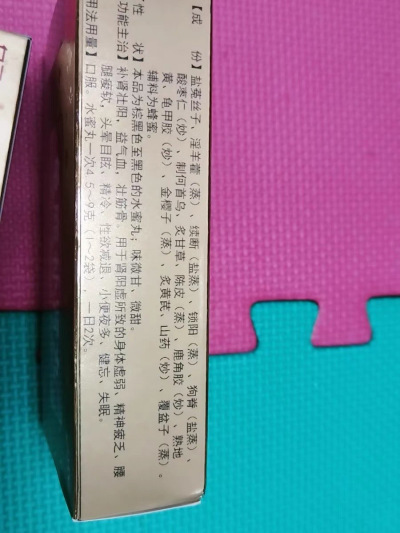 【成 份】盐菟丝子、淫羊藿（蒸）、续断（盐蒸）、锁阳（蒸）、狗脊（盐蒸）、
酸枣仁（炒）、制何首乌、炙甘草、陈皮（蒸）、鹿角胶（炒）、熟地
黄、龟甲胶（炒）、金樱子（蒸）、炙黄芪、山药（炒）、覆盆子（蒸）。
辅料为蜂蜜。
性 状】本品为棕黑色至黑色的水蜜丸；味微甘、微甜。
功能主治】补肾壮阳，益气血，壮筋骨。用于肾阳虚所致的身体虚弱、精神疲乏、腰
腿酸软、头晕目眩、精冷、性欲减退、小便夜多、健忘、失眠。
用法用量】口服。水蜜丸一次4.5~9克（1~2袋），一日2次。